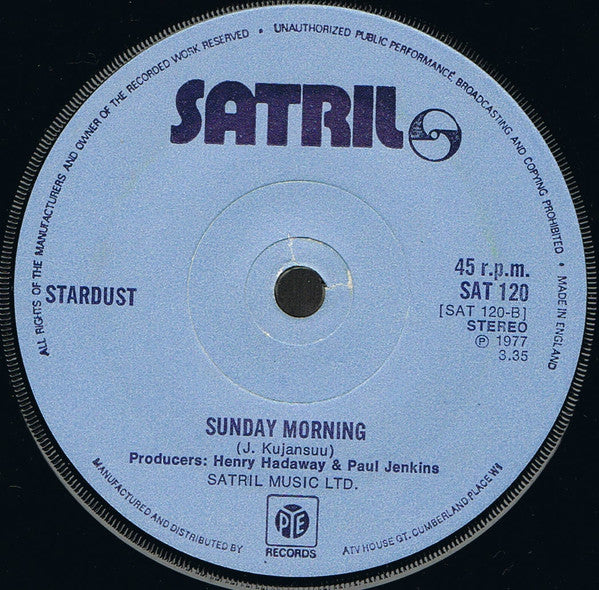 ALL RIGHTS OF THE MANUFACTURERS AND OWNER OF THE RECORDED WORK RESERVED • UNAUTHORIZED PUBLIC PERFORMANCE, BROADCASTING AND COPYING PROHIBITED • MADE IN ENGLAND
SATRIL
STARDUST
45 r.p.m.
SAT 120
[SAT 120-B]
STEREO
℗ 1977
3.35
SUNDAY MORNING
(J. Kujansuu)
Producers: Henry Hadaway & Paul Jenkins
SATRIL MUSIC LTD.
MANUFACTURED AND DISTRIBUTED BY
PYE
RECORDS
ATV HOUSE GT. CUMBERLAND PLACE W1